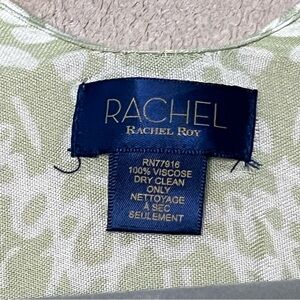 RACHEL
RACHEL ROY
RN77916
100% VISCOSE
DRY CLEAN
ONLY
NETTOYAGE
À SEC
SEULEMENT